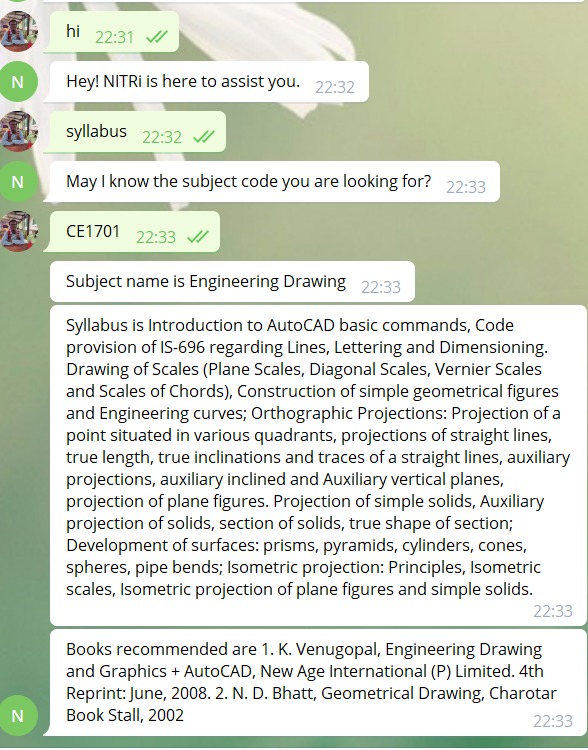 hi 22:31
N
Hey! NITRi is here to assist you. 22:32
syllabus 22:32
N
May I know the subject code you are looking for? 22:33
CE1701 22:33
Subject name is Engineering Drawing 22:33
Syllabus is Introduction to AutoCAD basic commands, Code
provision of IS-696 regarding Lines, Lettering and Dimensioning.
Drawing of Scales (Plane Scales, Diagonal Scales, Vernier Scales
and Scales of Chords), Construction of simple geometrical figures
and Engineering curves; Orthographic Projections: Projection of a
point situated in various quadrants, projections of straight lines,
true length, true inclinations and traces of a straight lines, auxiliary
projections, auxiliary inclined and Auxiliary vertical planes,
projection of plane figures. Projection of simple solids, Auxiliary
projection of solids, section of solids, true shape of section;
Development of surfaces: prisms, pyramids, cylinders, cones,
spheres, pipe bends; Isometric projection: Principles, Isometric
scales, Isometric projection of plane figures and simple solids.
22:33
Books recommended are 1. K. Venugopal, Engineering Drawing
and Graphics + AutoCAD, New Age International (P) Limited. 4th
Reprint: June, 2008. 2. N. D. Bhatt, Geometrical Drawing, Charotar
Book Stall, 2002 22:33
N